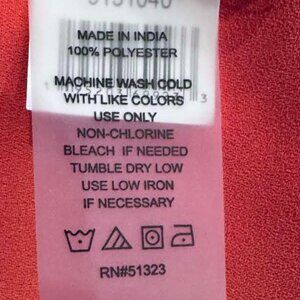 MADE IN INDIA
100% POLYESTER
MACHINE WASH COLD
WITH LIKE COLORS
USE ONLY
NON-CHLORINE
BLEACH IF NEEDED
TUMBLE DRY LOW
USE LOW IRON
IF NECESSARY
RN#51323